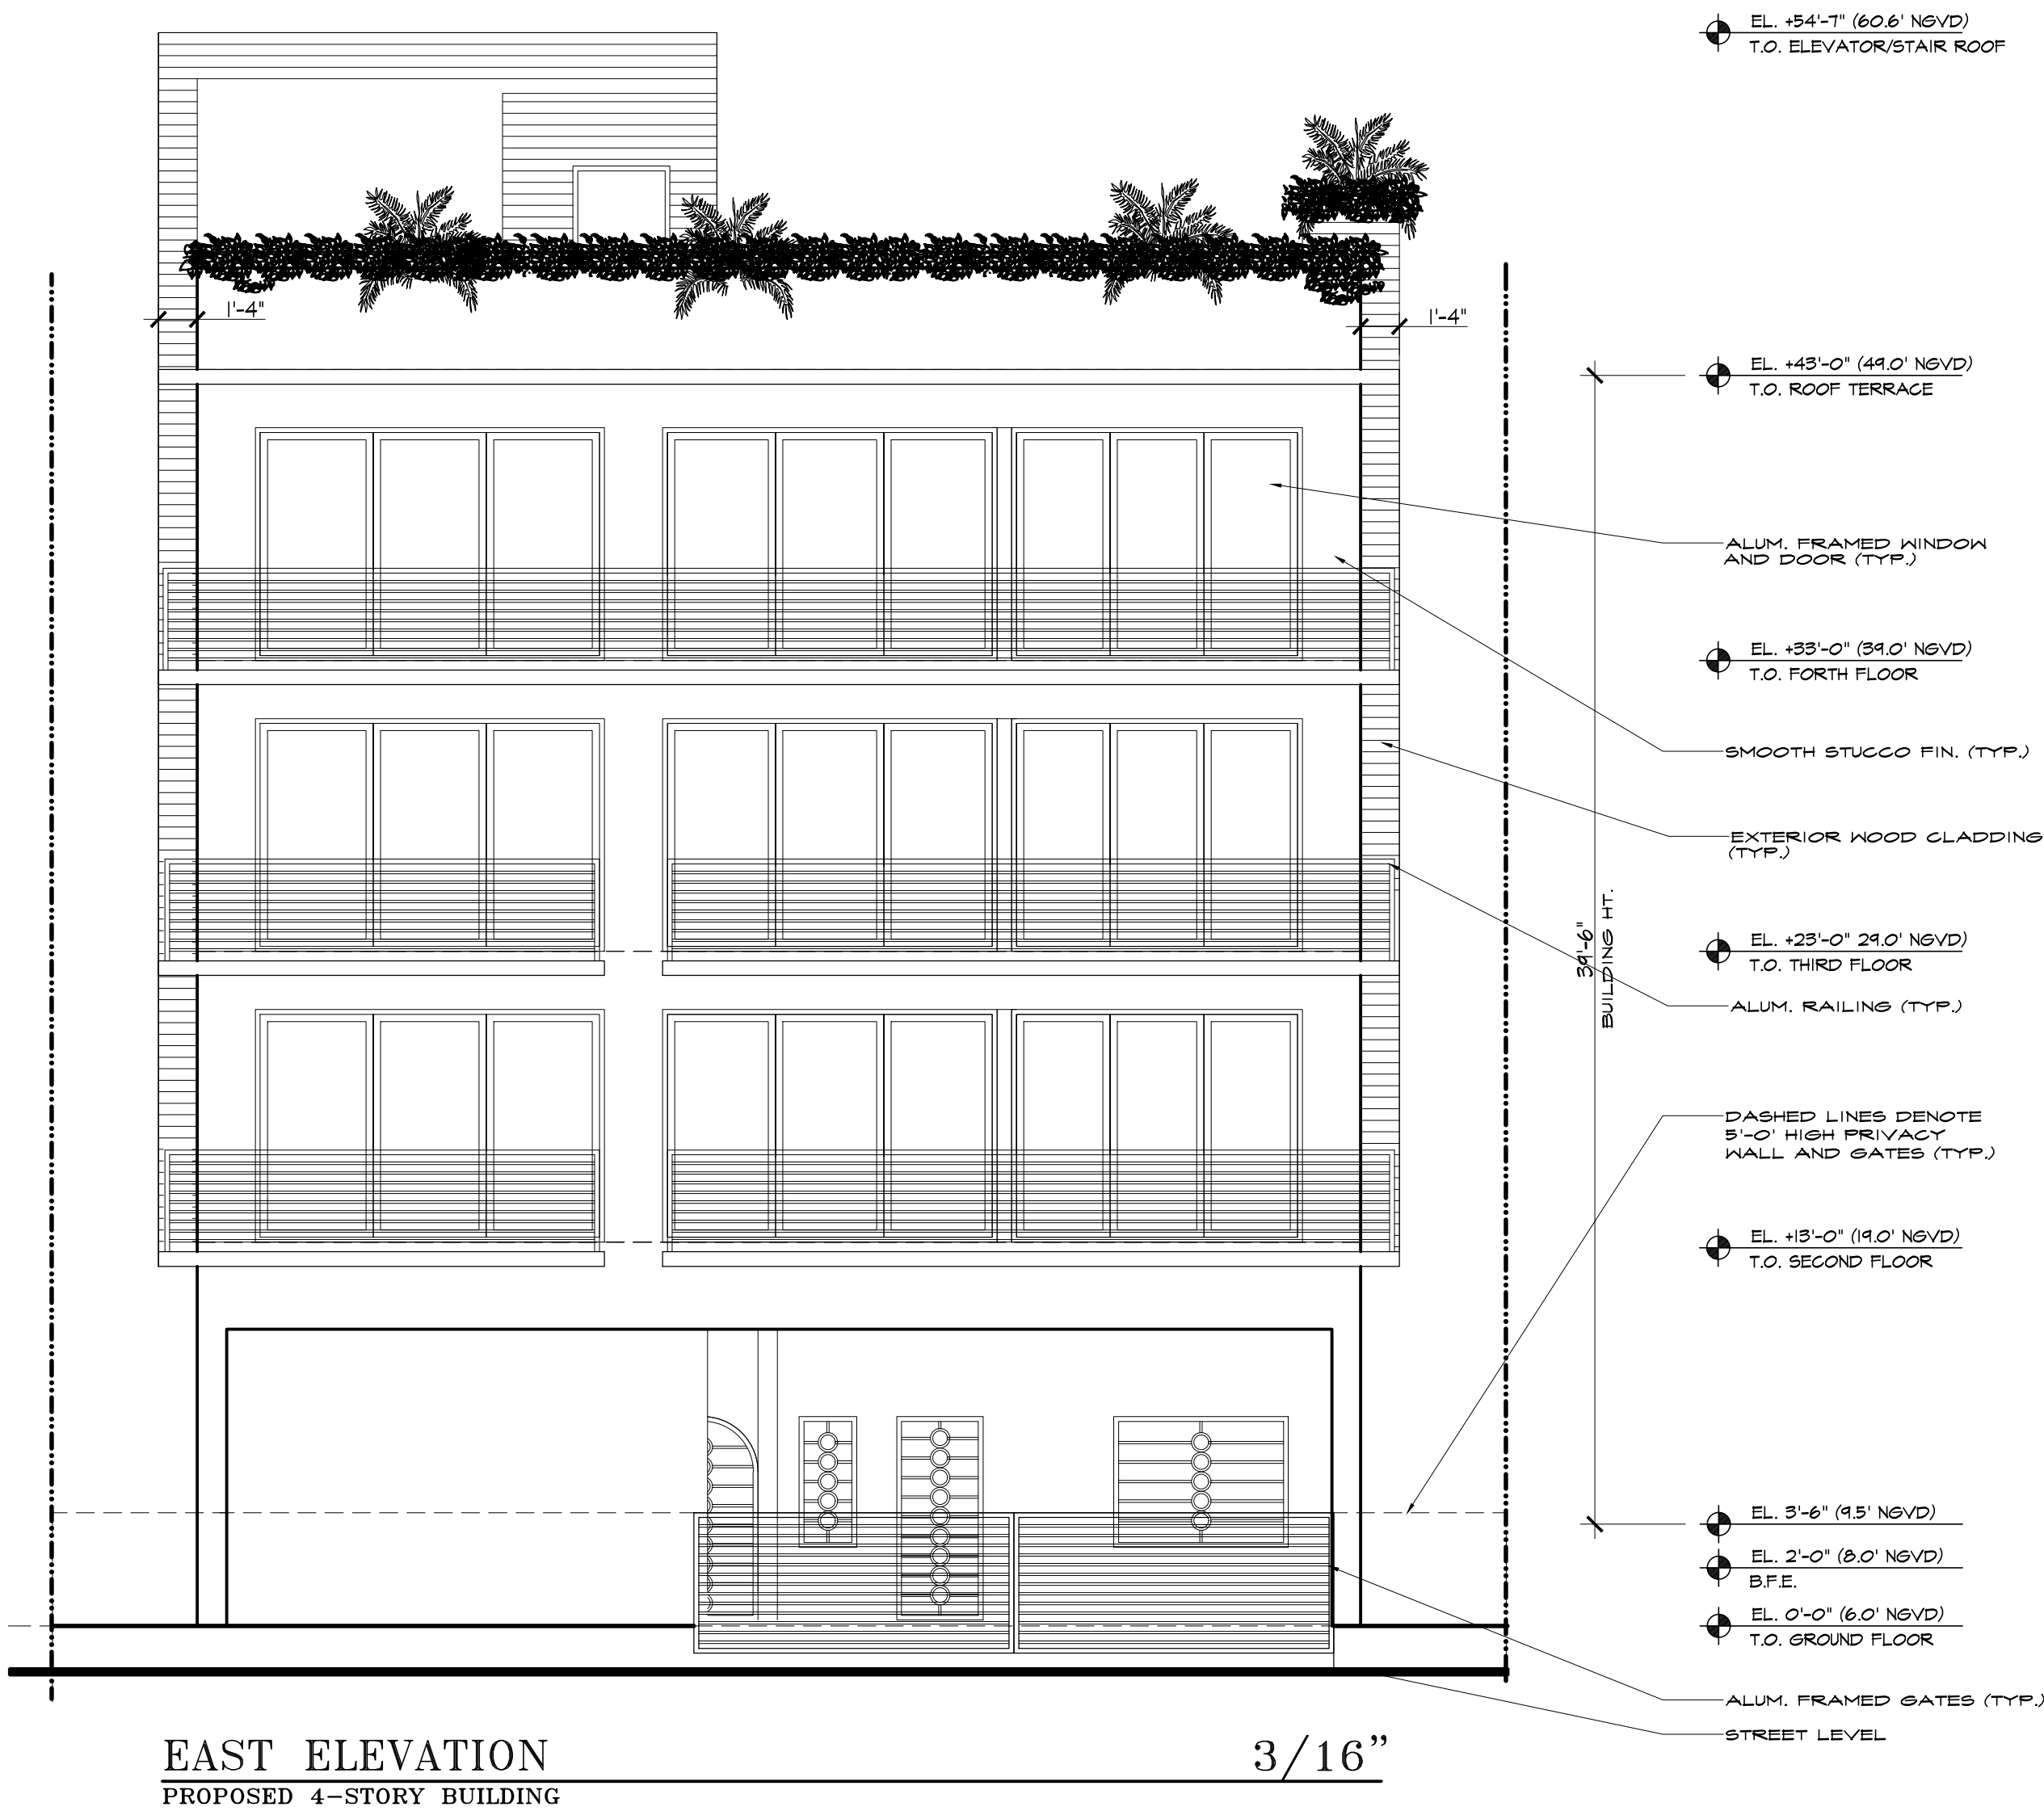 EL. +54'-7" (60.6' NGVD)
T.O. ELEVATOR/STAIR ROOF
1'-4"
1'-4"
EL. +43'-0" (49.0' NGVD)
T.O. ROOF TERRACE
ALUM. FRAMED WINDOW
AND DOOR (TYP.)
EL. +33'-0" (39.0' NGVD)
T.O. FORTH FLOOR
SMOOTH STUCCO FIN. (TYP.)
EXTERIOR WOOD CLADDING
(TYP.)
39'-6"
BUILDING HT.
EL. +23'-0" 29.0' NGVD)
T.O. THIRD FLOOR
ALUM. RAILING (TYP.)
DASHED LINES DENOTE
5'-0' HIGH PRIVACY
WALL AND GATES (TYP.)
EL. +13'-0" (19.0' NGVD)
T.O. SECOND FLOOR
EL. 3'-6" (9.5' NGVD)
EL. 2'-0" (8.0' NGVD)
B.F.E.
EL. 0'-0" (6.0' NGVD)
T.O. GROUND FLOOR
ALUM. FRAMED GATES (TYP.)
STREET LEVEL
EAST ELEVATION 3/16"
PROPOSED 4-STORY BUILDING